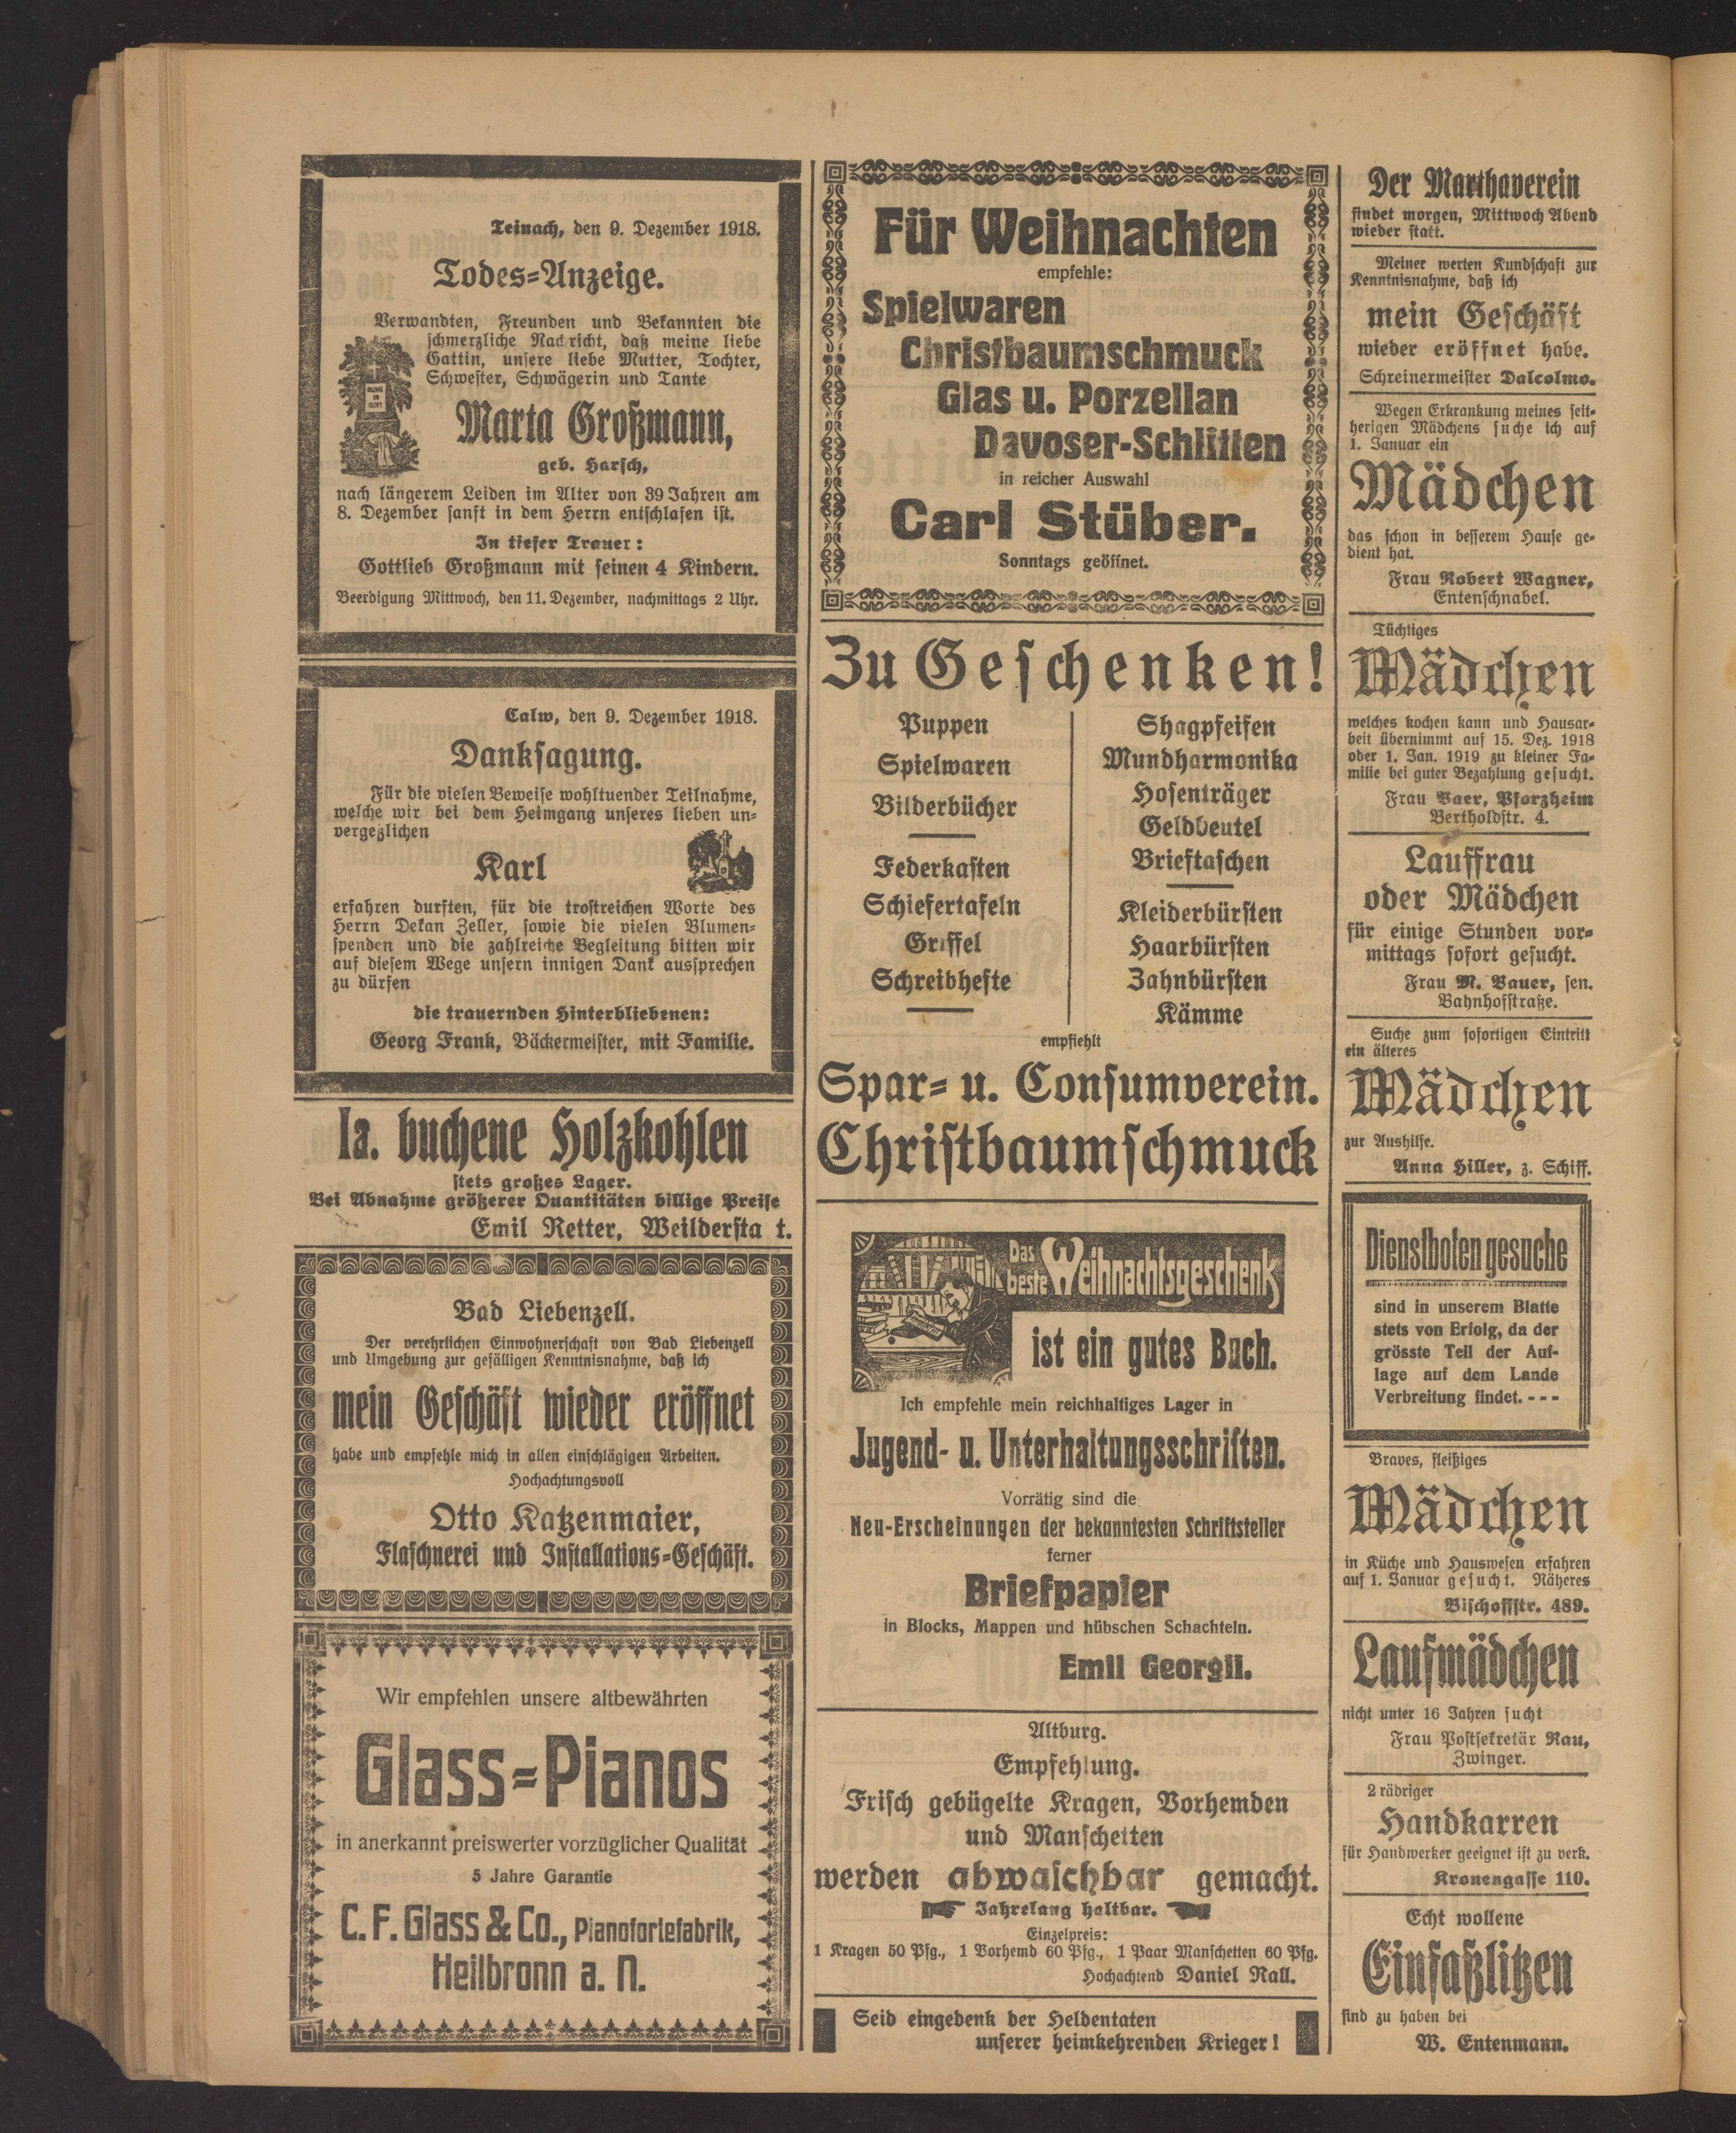 Teinach, den 9. Dezember 1918.
Todes-Anzeige.
Verwandten, Freunden und Bekannten die
schmerzliche Nachricht, daß meine liebe
Gattin, unsere liebe Mutter, Tochter,
Schwester, Schwägerin und Tante
RUHE
IN
GOTT
Marta Großmann,
geb. Harsch,
nach längerem Leiden im Alter von 39 Jahren am
8. Dezember sanft in dem Herrn entschlafen ist.
In tiefer Trauer:
Gottlieb Großmann mit seinen 4 Kindern.
Beerdigung Mittwoch, den 11. Dezember, nachmittags 2 Uhr.
Calw, den 9. Dezember 1918.
Danksagung.
Für die vielen Beweise wohltuender Teilnahme,
welche wir bei dem Heimgang unseres lieben un-
vergeßlichen
Karl
erfahren durften, für die trostreichen Worte des
Herrn Dekan Zeller, sowie die vielen Blumen-
spenden und die zahlreiche Begleitung bitten wir
auf diesem Wege unsern innigen Dank aussprechen
zu dürfen
die trauernden Hinterbliebenen:
Georg Frank, Bäckermeister, mit Familie.
Ia. buchene Holzkohlen
stets großes Lager.
Bei Abnahme größerer Quantitäten billige Preise
Emil Retter, Weildersta t.
Bad Liebenzell.
Der verehrlichen Einwohnerschaft von Bad Liebenzell
und Umgebung zur gefälligen Kenntnisnahme, daß ich
mein Geschäft wieder eröffnet
habe und empfehle mich in allen einschlägigen Arbeiten.
Hochachtungsvoll
Otto Katzenmaier,
Flaschnerei und Installations-Geschäft.
Wir empfehlen unsere altbewährten
Glass-Pianos
in anerkannt preiswerter vorzüglicher Qualität
5 Jahre Garantie
C. F. Glass & Co., Pianofortefabrik,
Heilbronn a. N.
Für Weihnachten
empfehle:
Spielwaren
Christbaumschmuck
Glas u. Porzellan
Davoser-Schlitten
in reicher Auswahl
Carl Stüber.
Sonntags geöffnet.
Zu Geschenken!
Puppen
Spielwaren
Bilderbücher
Federkasten
Schiefertafeln
Griffel
Schreibhefte
Shagpfeifen
Mundharmonika
Hosenträger
Geldbeutel
Brieftaschen
Kleiderbürsten
Haarbürsten
Zahnbürsten
Kämme
empfiehlt
Spar- u. Consumverein.
Christbaumschmuck
Das
beste Weihnachtsgeschenk
ist ein gutes Buch.
Ich empfehle mein reichhaltiges Lager in
Jugend- u. Unterhaltungsschriften.
Vorrätig sind die
Neu-Erscheinungen der bekanntesten Schriftsteller
ferner
Briefpapier
in Blocks, Mappen und hübschen Schachteln.
Emil Georgii.
Altburg.
Empfehlung.
Frisch gebügelte Kragen, Vorhemden
und Manschetten
werden abwaschbar gemacht.
Jahrelang haltbar.
Einzelpreis:
1 Kragen 50 Pfg., 1 Vorhemd 60 Pfg., 1 Paar Manschetten 60 Pfg.
Hochachtend Daniel Rall.
Seid eingedenk der Heldentaten
unserer heimkehrenden Krieger!
Der Marthaverein
findet morgen, Mittwoch Abend
wieder statt.
Meiner werten Kundschaft zur
Kenntnisnahme, daß ich
mein Geschäft
wieder eröffnet habe.
Schreinermeister Dalcolmo.
Wegen Erkrankung meines seit-
herigen Mädchens suche ich auf
1. Januar ein
Mädchen
das schon in besserem Hause ge-
dient hat.
Frau Robert Wagner,
Entenschnabel.
Tüchtiges
Mädchen
welches kochen kann und Hausar-
beit übernimmt auf 15. Dez. 1918
oder 1. Jan. 1919 zu kleiner Fa-
milie bei guter Bezahlung gesucht.
Frau Baer, Pforzheim
Bertholdstr. 4.
Lauffrau
oder Mädchen
für einige Stunden vor-
mittags sofort gesucht.
Frau M. Bauer, sen.
Bahnhofstraße.
Suche zum sofortigen Eintritt
ein älteres
Mädchen
zur Aushilfe.
Anna Hiller, z. Schiff.
Dienstbotengesuche
sind in unserem Blatte
stets von Erfolg, da der
grösste Teil der Auf-
lage auf dem Lande
Verbreitung findet. - - -
Braves, fleißiges
Mädchen
in Küche und Hauswesen erfahren
auf 1. Januar gesucht. Näheres
Bischoffstr. 489.
Laufmädchen
nicht unter 16 Jahren sucht
Frau Postsekretär Rau,
Zwinger.
2 rädriger
Handkarren
für Handwerker geeignet ist zu verk.
Kronengasse 110.
Echt wollene
Einfaßlitzen
sind zu haben bei
W. Entenmann.